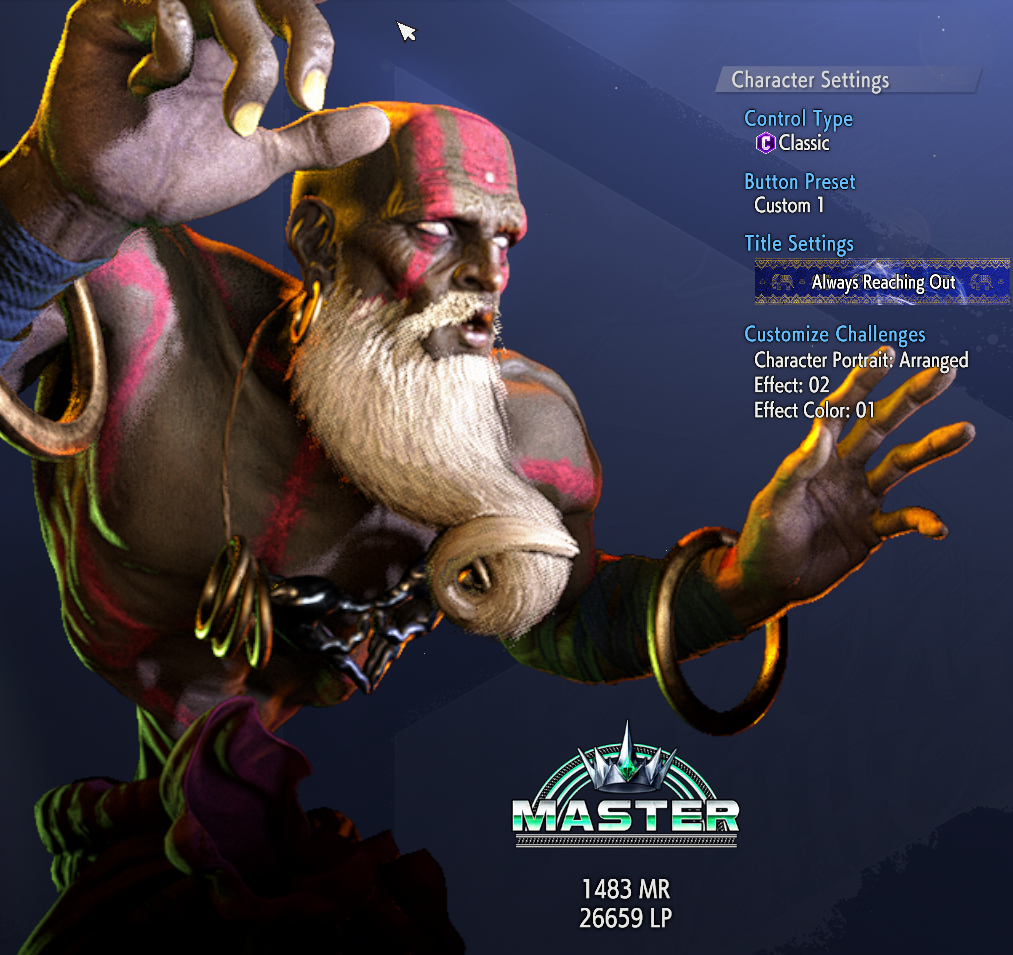 Character Settings
Control Type
C Classic
Button Preset
Custom 1
Title Settings
Always Reaching Out
Customize Challenges
Character Portrait: Arranged
Effect: 02
Effect Color: 01
MASTER
1483 MR
26659 LP